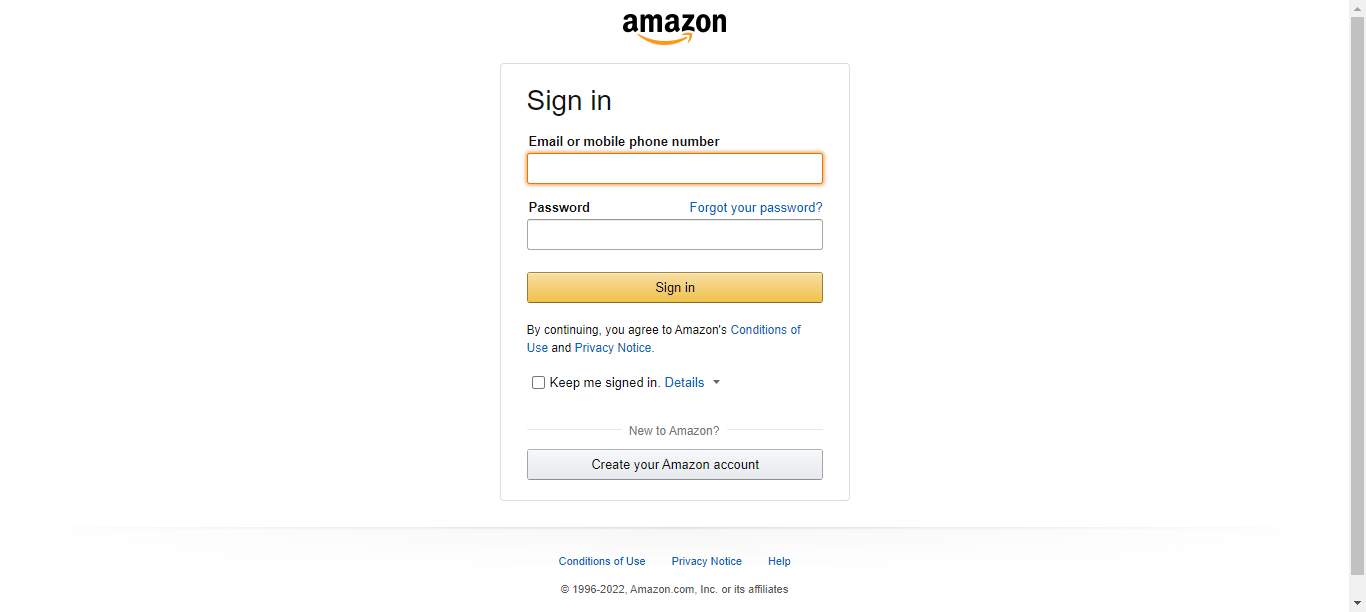 amazon
Sign in
Email or mobile phone number
Password
Forgot your password?
Sign in
By continuing, you agree to Amazon's Conditions of
Use and Privacy Notice.
Keep me signed in. Details
New to Amazon?
Create your Amazon account
Conditions of Use
Privacy Notice
Help
© 1996-2022, Amazon.com, Inc. or its affiliates